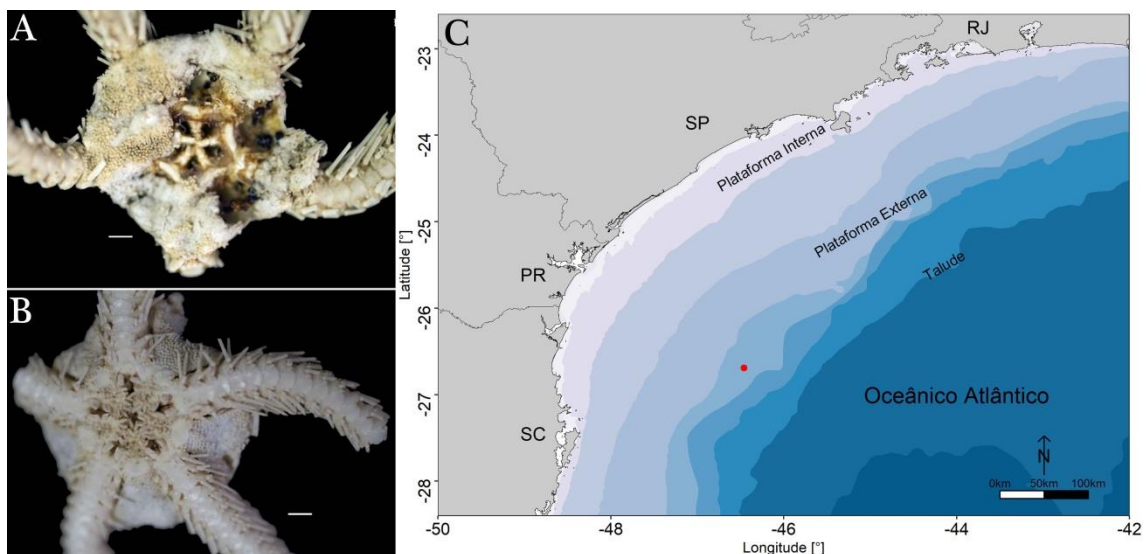 A
B
C
RJ
SP
PR
SC
Plataforma Interna
Plataforma Externa
Talude
Oceânico Atlântico
N
0km 50km 100km
Latitude [°]
-23
-24
-25
-26
-27
-28
-50 -48 -46 -44 -42
Longitude [°]